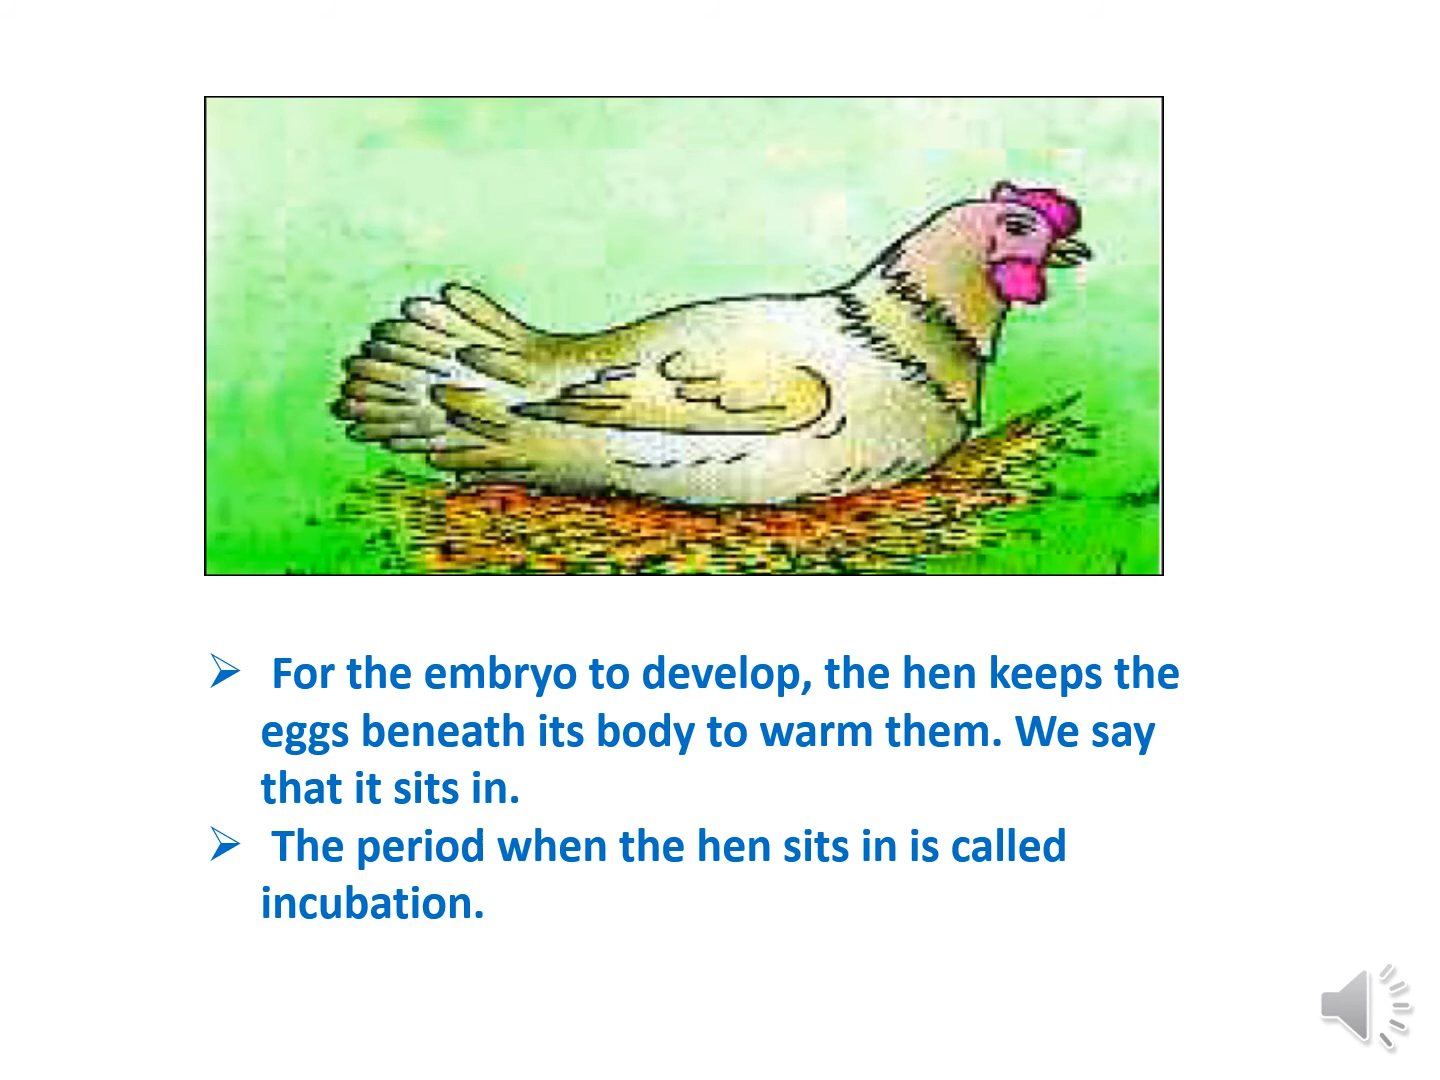 ➢ For the embryo to develop, the hen keeps the
eggs beneath its body to warm them. We say
that it sits in.
➢ The period when the hen sits in is called
incubation.